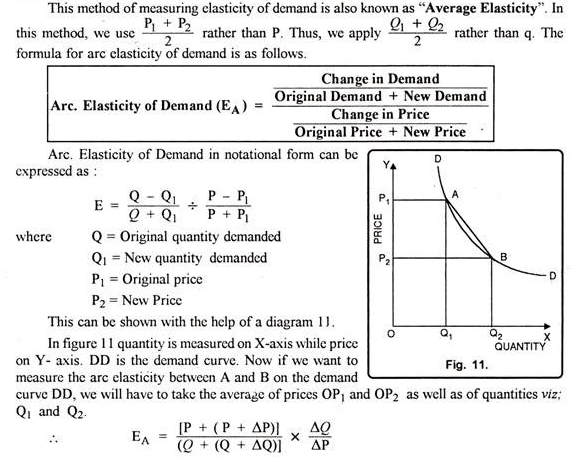 This method of measuring elasticity of demand is also known as “Average Elasticity”. In
this method, we use (P₁ + P₂)/2 rather than P. Thus, we apply (Q₁ + Q₂)/2 rather than q. The
formula for arc elasticity of demand is as follows.
Arc. Elasticity of Demand (E_A) =
Change in Demand
Original Demand + New Demand
Change in Price
Original Price + New Price
Arc. Elasticity of Demand in notational form can be
expressed as :
E = (Q − Q₁)/(Q + Q₁) ÷ (P − P₁)/(P + P₁)
where Q = Original quantity demanded
Q₁ = New quantity demanded
P₁ = Original price
P₂ = New Price
This can be shown with the help of a diagram 11.
In figure 11 quantity is measured on X-axis while price
on Y- axis. DD is the demand curve. Now if we want to
measure the arc elasticity between A and B on the demand
curve DD, we will have to take the average of prices OP₁ and OP₂ as well as of quantities viz;
Q₁ and Q₂.
∴ E_A = [P + ( P + ΔP)]/(Q + (Q + ΔQ)] × ΔQ/ΔP
Y
D
P₁
A
PRICE
P₂
B
D
O
Q₁
Q₂
X
QUANTITY
Fig. 11.